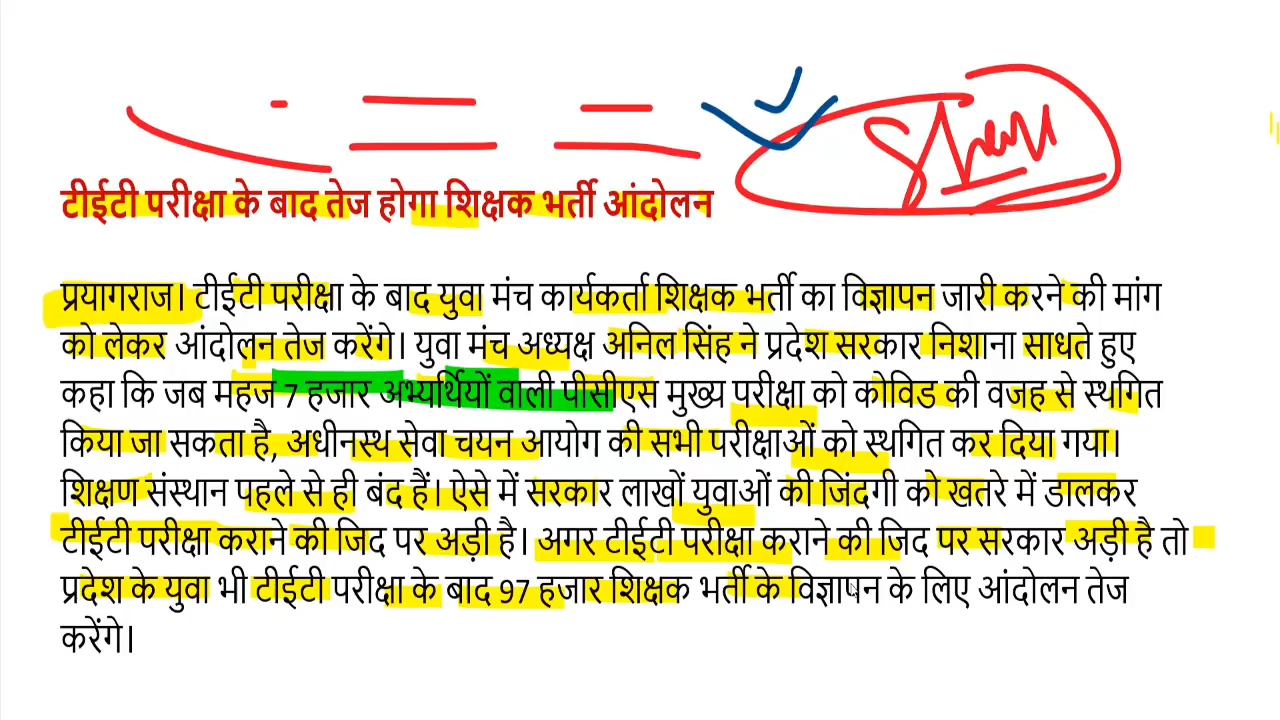 टीईटी परीक्षा के बाद तेज होगा शिक्षक भर्ती आंदोलन
प्रयागराज। टीईटी परीक्षा के बाद युवा मंच कार्यकर्ता शिक्षक भर्ती का विज्ञापन जारी करने की मांग
को लेकर आंदोलन तेज करेंगे। युवा मंच अध्यक्ष अनिल सिंह ने प्रदेश सरकार निशाना साधते हुए
कहा कि जब महज 7 हजार अभ्यर्थियों वाली पीसीएस मुख्य परीक्षा को कोविड की वजह से स्थगित
किया जा सकता है, अधीनस्थ सेवा चयन आयोग की सभी परीक्षाओं को स्थगित कर दिया गया।
शिक्षण संस्थान पहले से ही बंद हैं। ऐसे में सरकार लाखों युवाओं की जिंदगी को खतरे में डालकर
टीईटी परीक्षा कराने की जिद पर अड़ी है। अगर टीईटी परीक्षा कराने की जिद पर सरकार अड़ी है तो
प्रदेश के युवा भी टीईटी परीक्षा के बाद 97 हजार शिक्षक भर्ती के विज्ञापन के लिए आंदोलन तेज
करेंगे।